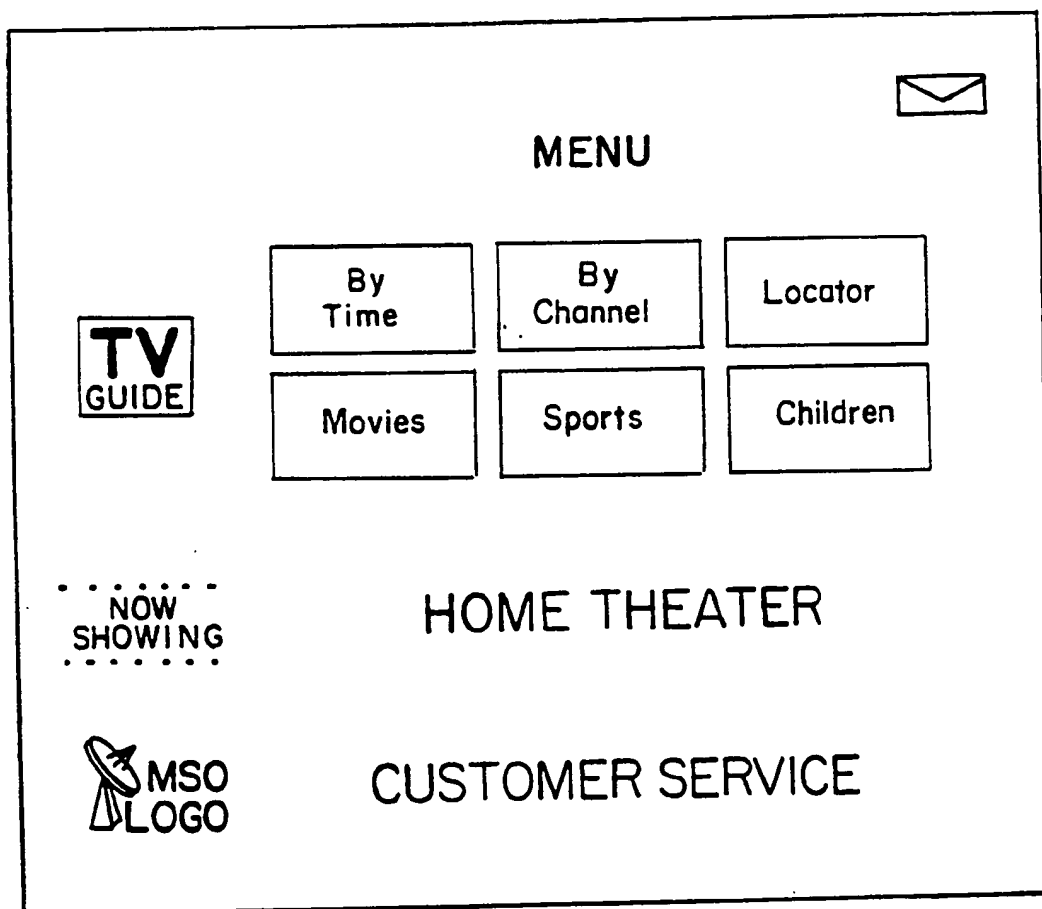 MENU
By
Time
By
Channel
Locator
TV
GUIDE
Movies
Sports
Children
NOW
SHOWING
HOME THEATER
MSO
LOGO
CUSTOMER SERVICE